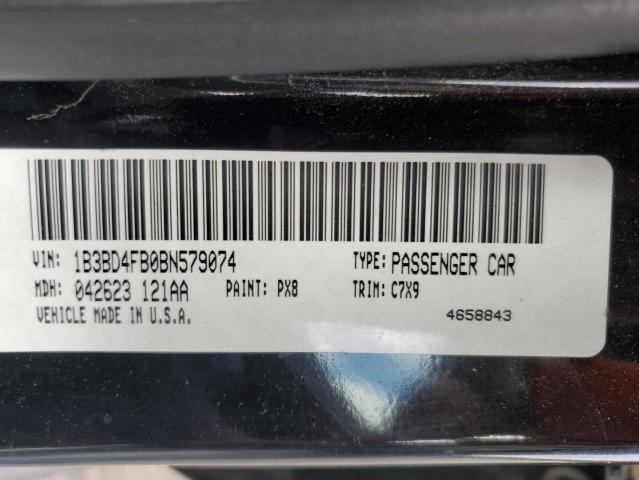 VIN: 1B3BD4FB0BN579074 TYPE: PASSENGER CAR
MDH: 042623 121AA PAINT: PX8 TRIM: C7X9
VEHICLE MADE IN U.S.A. 4658843